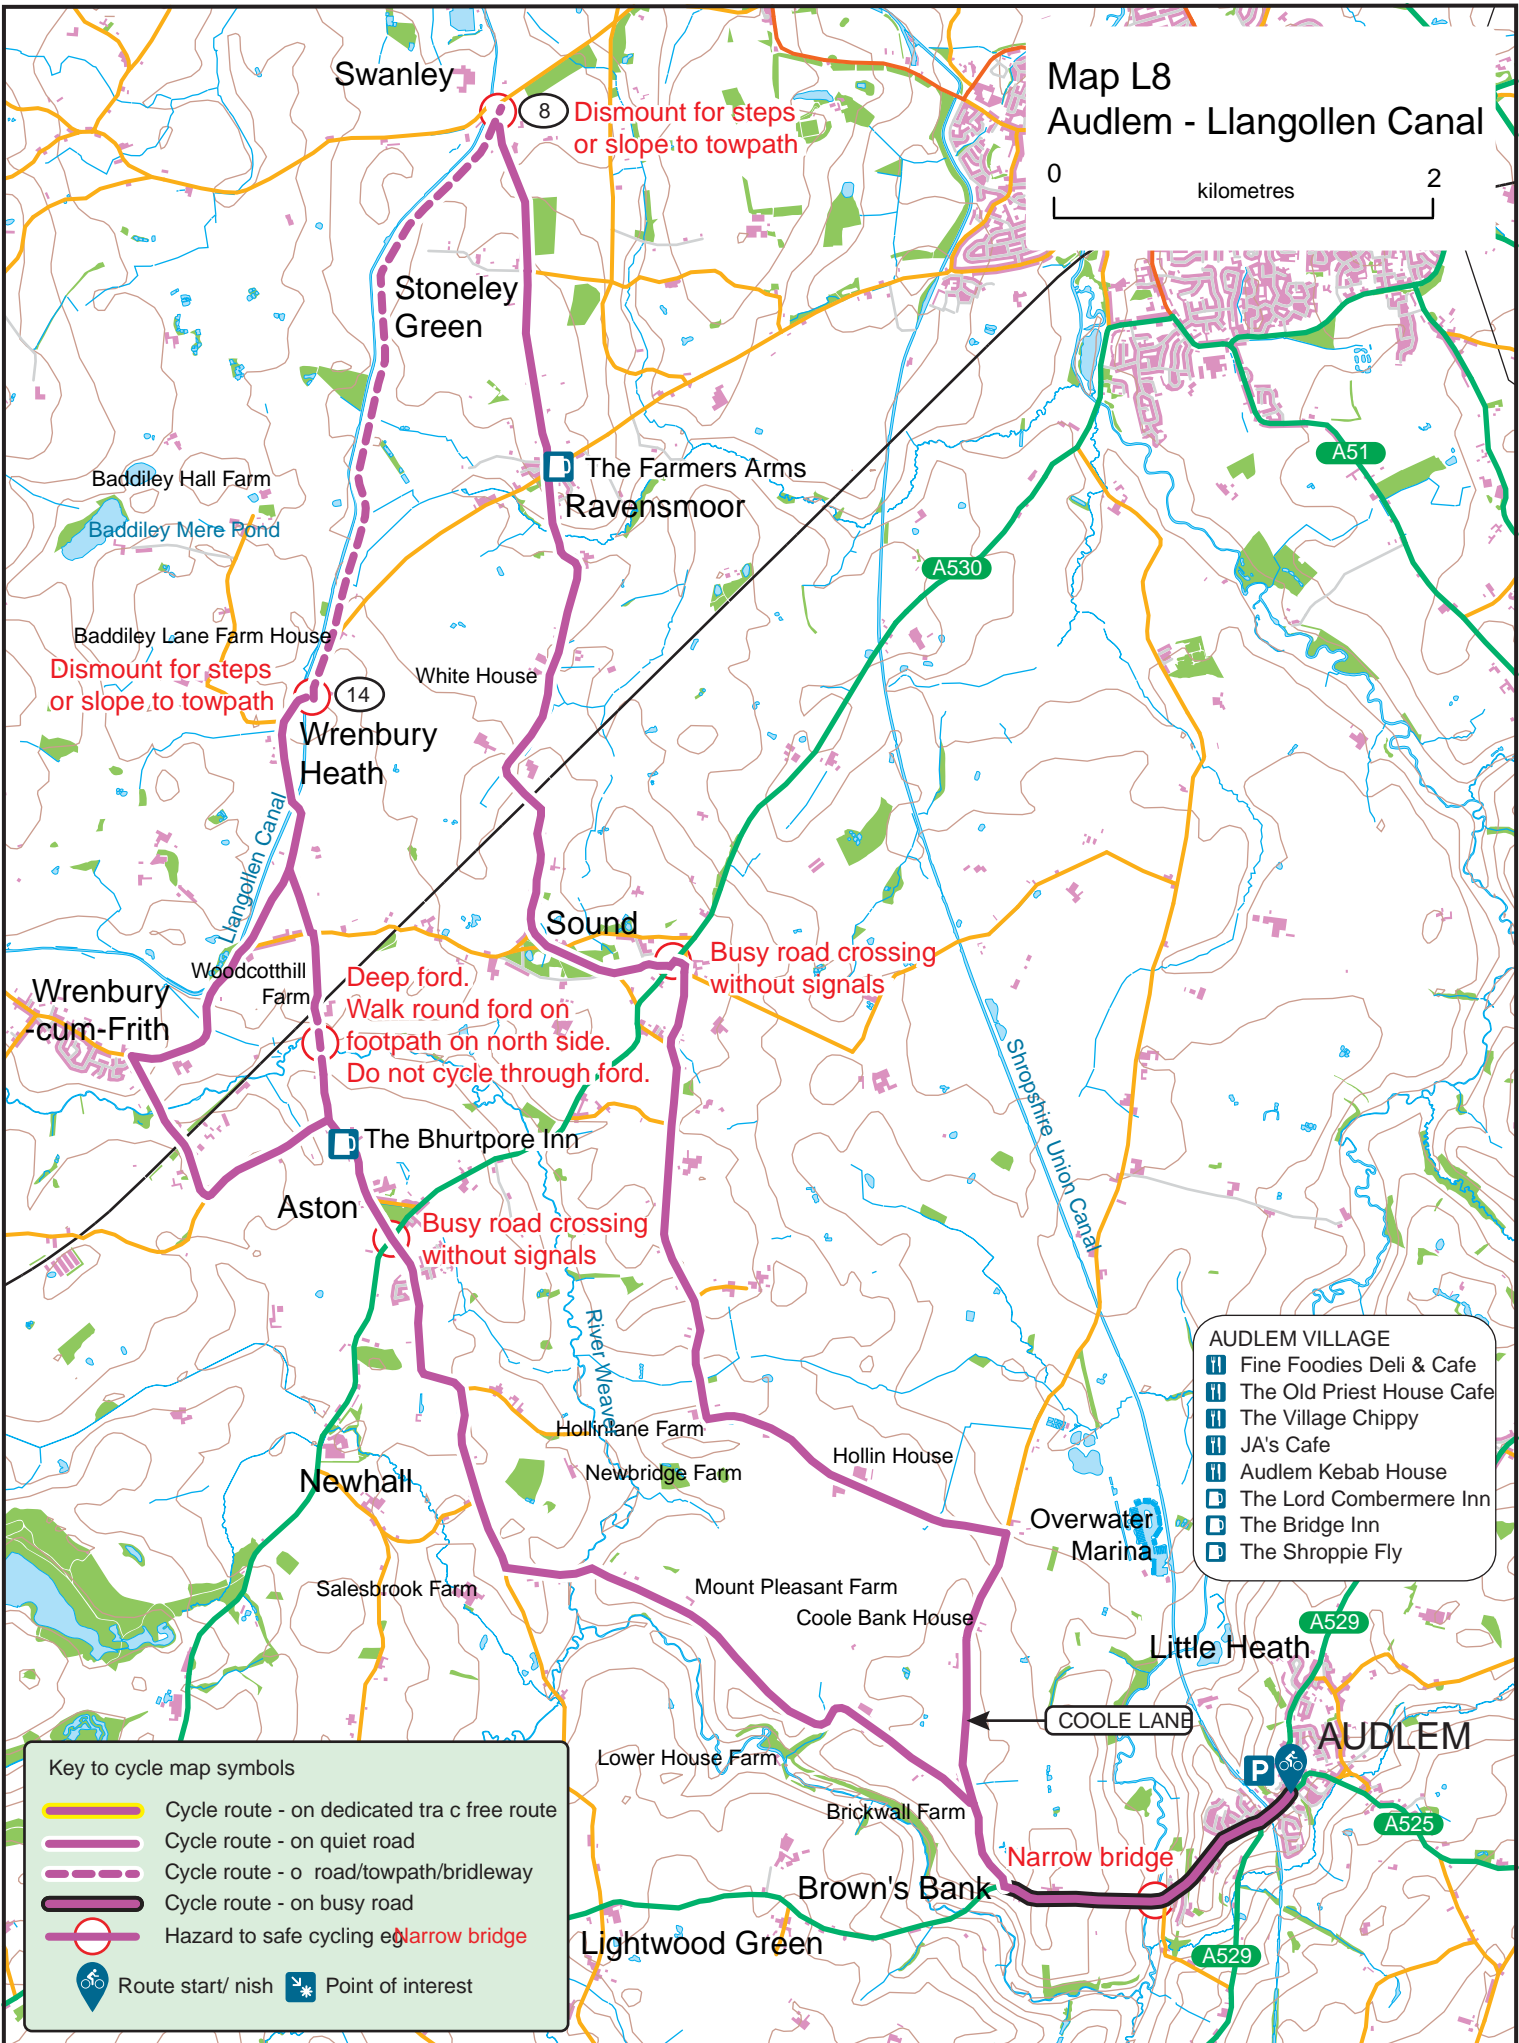 Map L8
Audlem - Llangollen Canal
0
kilometres
2
Swanley
8
Dismount for steps
or slope to towpath
Stoneley
Green
A51
The Farmers Arms
Ravensmoor
Baddiley Hall Farm
Baddiley Mere Pond
A530
Baddiley Lane Farm House
Dismount for steps
or slope to towpath
14
White House
Wrenbury
Heath
Llangollen Canal
Sound
Busy road crossing
without signals
Woodcotthill
Farm
Wrenbury
-cum-Frith
Deep ford.
Walk round ford on
footpath on north side.
Do not cycle through ford.
Shropshire Union Canal
The Bhurtpore Inn
Aston
Busy road crossing
without signals
River Weaver
Hollinlane Farm
Newbridge Farm
Hollin House
Newhall
Overwater
Marina
AUDLEM VILLAGE
Fine Foodies Deli & Cafe
The Old Priest House Cafe
The Village Chippy
JA's Cafe
Audlem Kebab House
The Lord Combermere Inn
The Bridge Inn
The Shroppie Fly
Salesbrook Farm
Mount Pleasant Farm
Coole Bank House
A529
Little Heath
COOLE LANE
AUDLEM
P
Lower House Farm
Brickwall Farm
A525
Narrow bridge
Brown's Bank
Lightwood Green
A529
Key to cycle map symbols
Cycle route - on dedicated tra c free route
Cycle route - on quiet road
Cycle route - o road/towpath/bridleway
Cycle route - on busy road
Hazard to safe cycling eg Narrow bridge
Route start/ nish
Point of interest